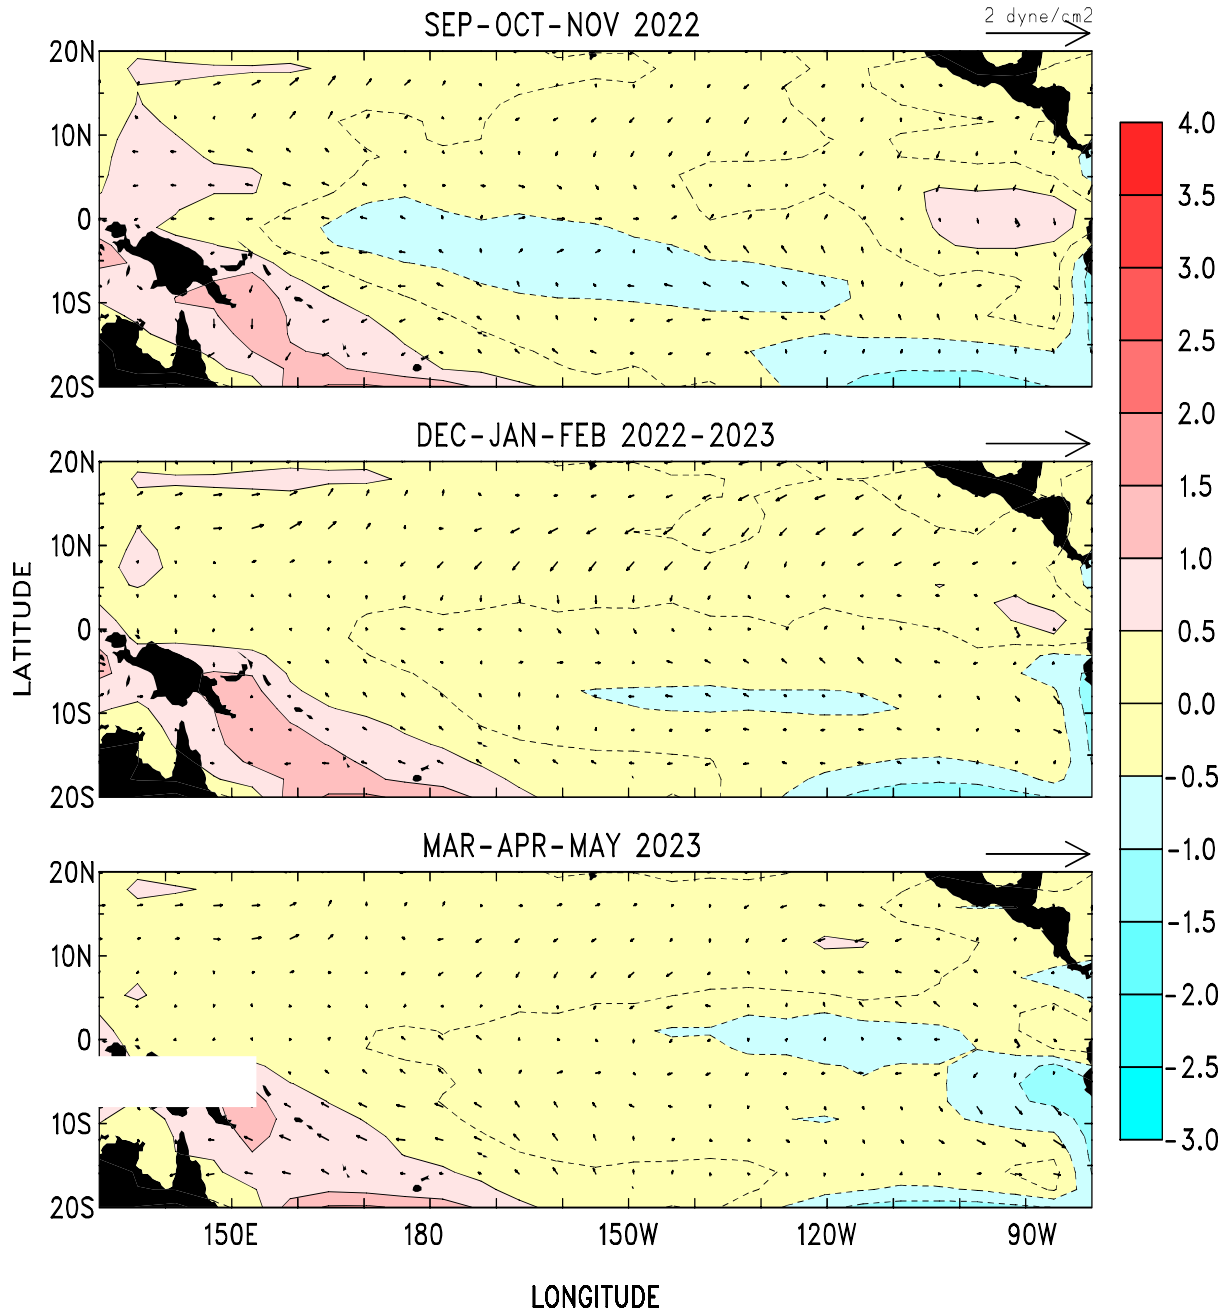 2 dyne/cm2
SEP-OCT-NOV 2022
20N
10N
0
10S
20S
DEC-JAN-FEB 2022-2023
20N
10N
0
10S
20S
MAR-APR-MAY 2023
20N
10N
0
10S
20S
150E 180 150W 120W 90W
LATITUDE
LONGITUDE
4.0
3.5
3.0
2.5
2.0
1.5
1.0
0.5
0.0
-0.5
-1.0
-1.5
-2.0
-2.5
-3.0